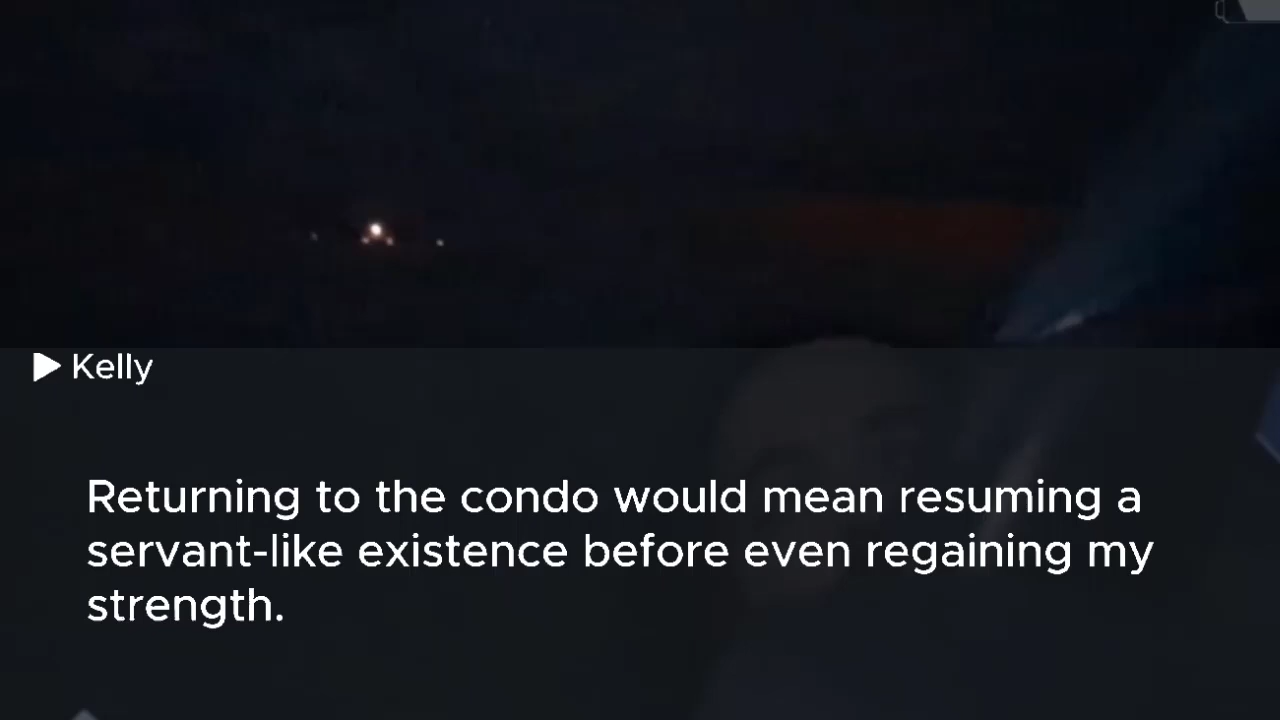 Kelly
Returning to the condo would mean resuming a
servant-like existence before even regaining my
strength.